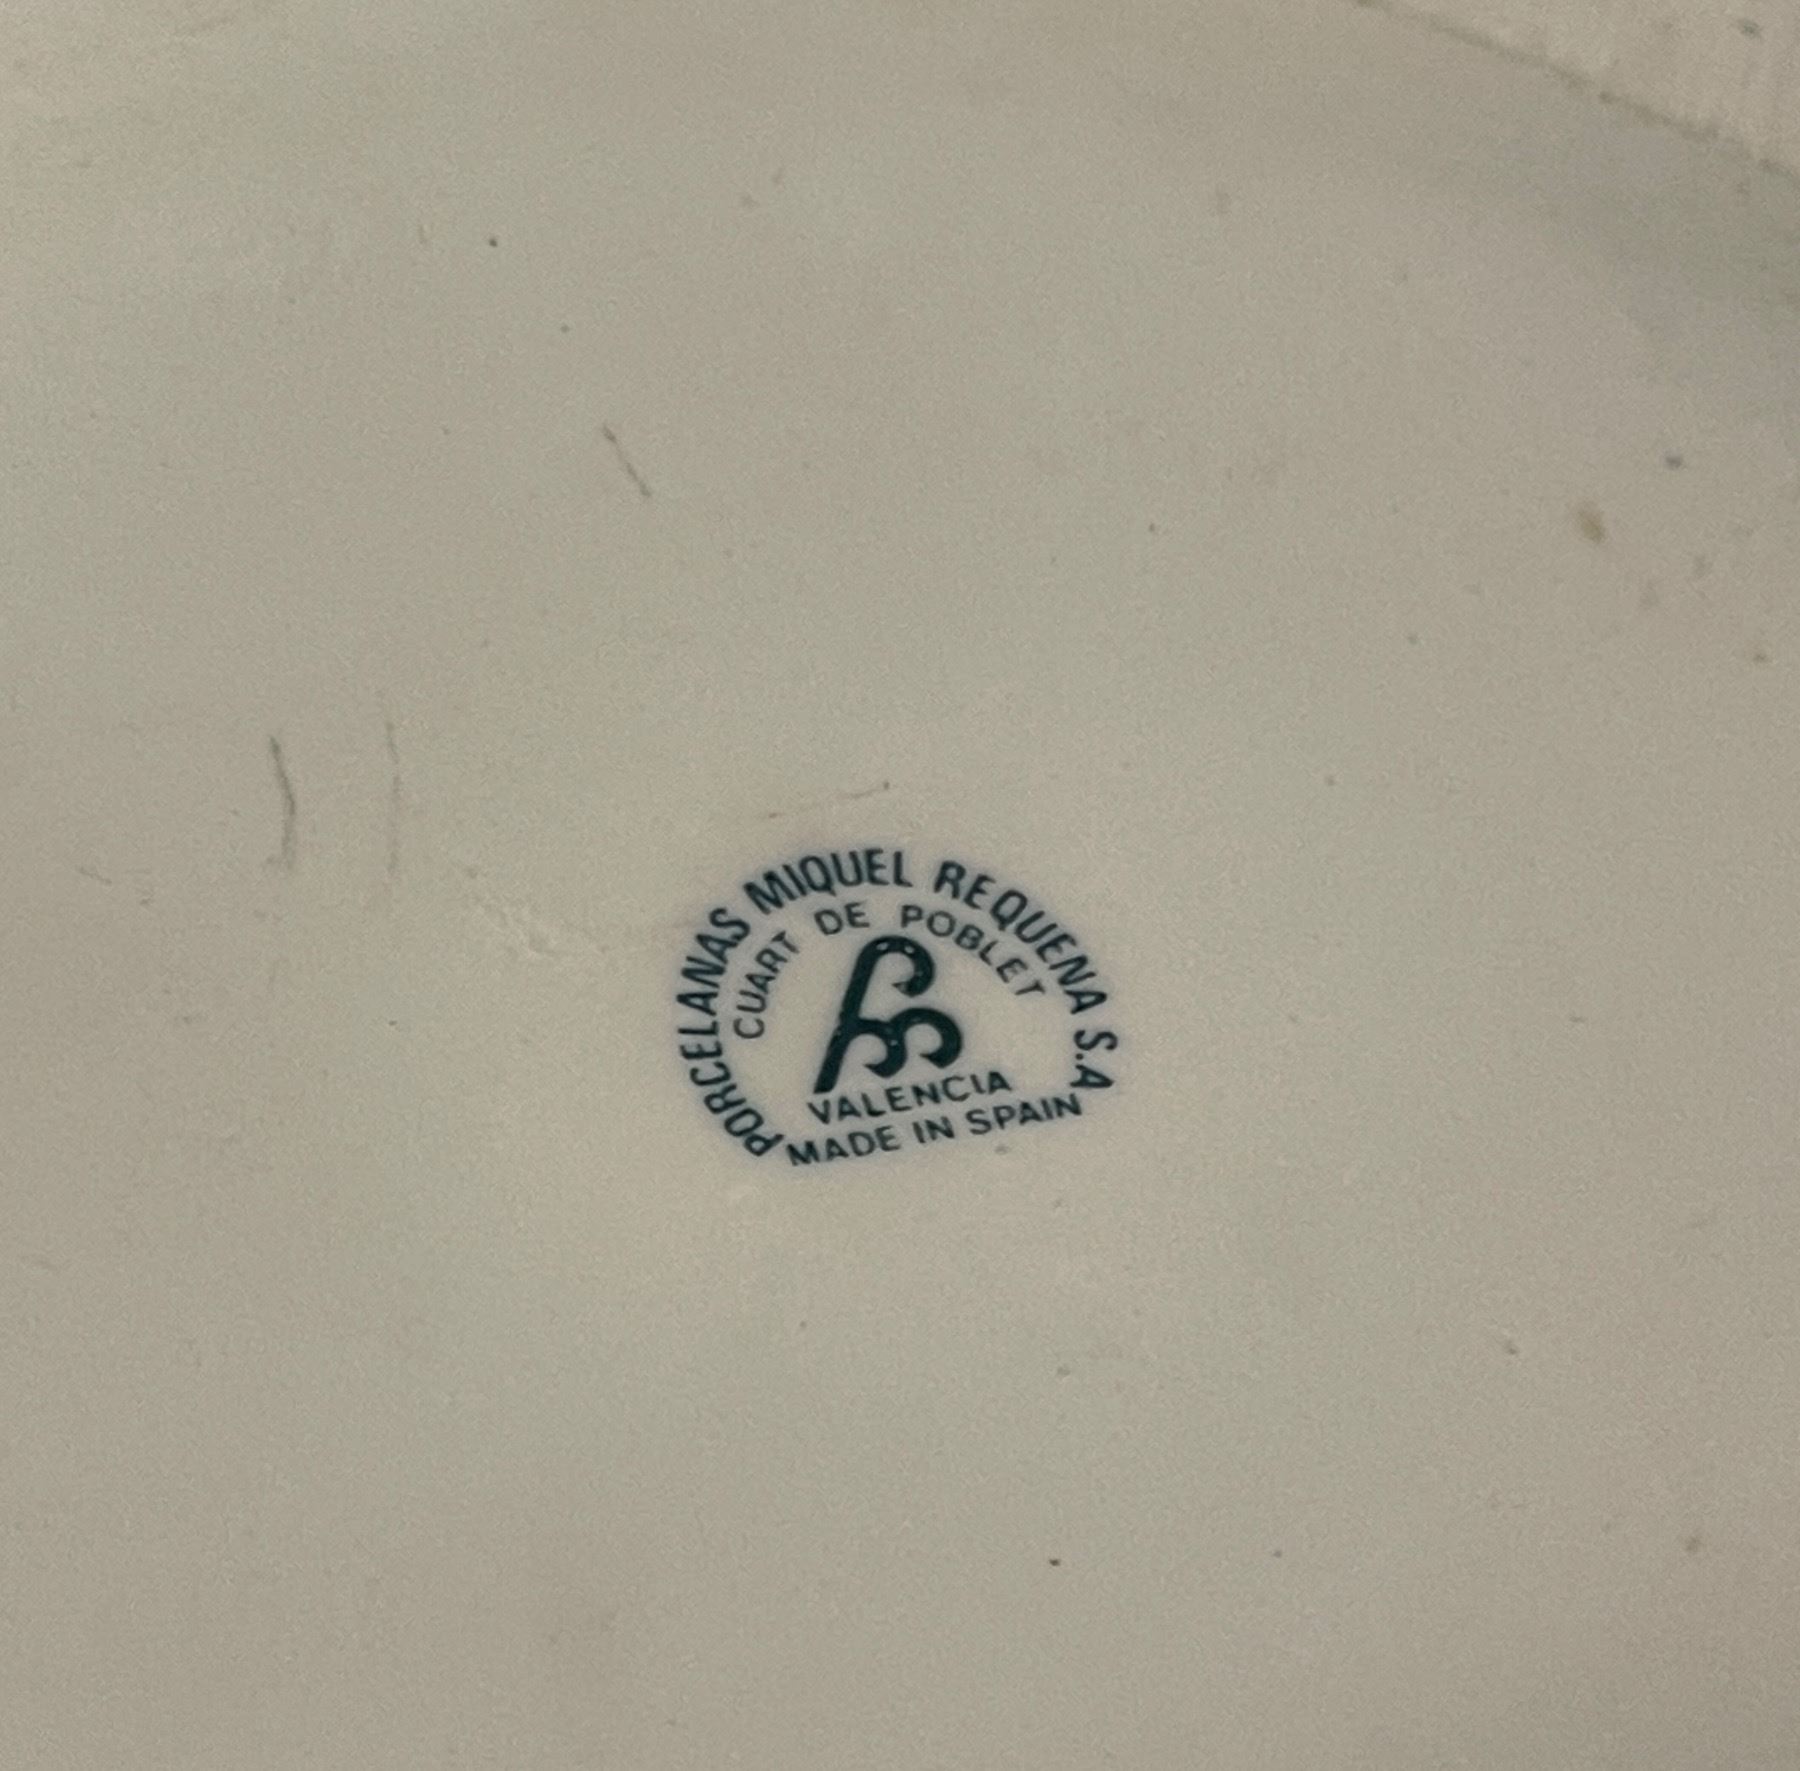 PORCELANAS MIQUEL REQUENA S.A
CUART DE POBLET
VALENCIA
MADE IN SPAIN